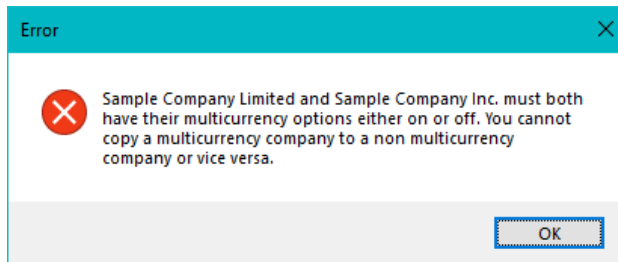 Error
Sample Company Limited and Sample Company Inc. must both
have their multicurrency options either on or off. You cannot
copy a multicurrency company to a non multicurrency
company or vice versa.
OK